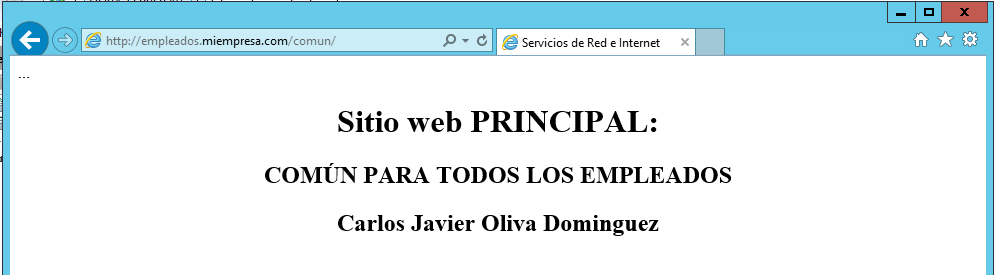 http://empleados.miempresa.com/comun/
Servicios de Red e Internet
...
Sitio web PRINCIPAL:
COMÚN PARA TODOS LOS EMPLEADOS
Carlos Javier Oliva Dominguez